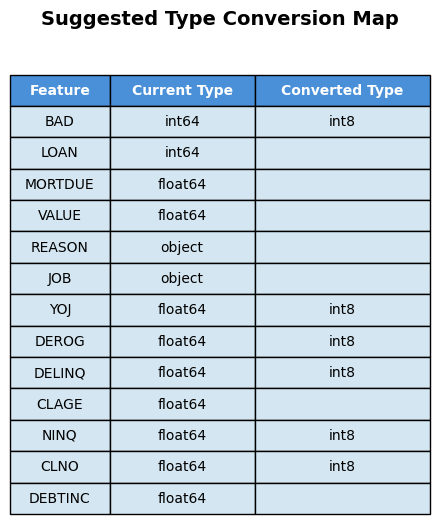 Suggested Type Conversion Map
Feature Current Type Converted Type
BAD int64 int8
LOAN int64
MORTDUE float64
VALUE float64
REASON object
JOB object
YOJ float64 int8
DEROG float64 int8
DELINQ float64 int8
CLAGE float64
NINQ float64 int8
CLNO float64 int8
DEBTINC float64